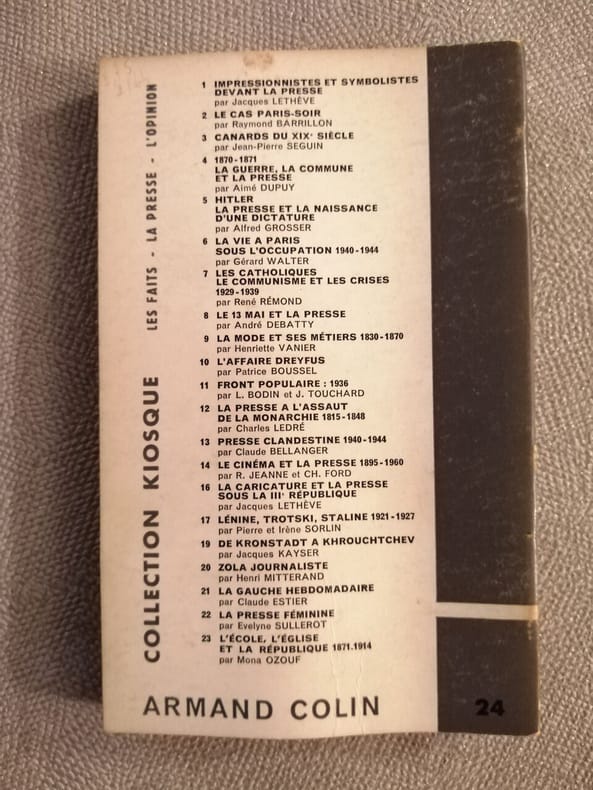 COLLECTION KIOSQUE
LES FAITS - LA PRESSE - L'OPINION
1 IMPRESSIONNISTES ET SYMBOLISTES
DEVANT LA PRESSE
par Jacques LETHÈVE
2 LE CAS PARIS-SOIR
par Raymond BARRILLON
3 CANARDS DU XIXe SIÈCLE
par Jean-Pierre SEGUIN
4 1870-1871
LA GUERRE, LA COMMUNE
ET LA PRESSE
par Aimé DUPUY
5 HITLER
LA PRESSE ET LA NAISSANCE
D'UNE DICTATURE
par Alfred GROSSER
6 LA VIE A PARIS
SOUS L'OCCUPATION 1940-1944
par Gérard WALTER
7 LES CATHOLIQUES
LE COMMUNISME ET LES CRISES
1929-1939
par René RÉMOND
8 LE 13 MAI ET LA PRESSE
par André DEBATTY
9 LA MODE ET SES MÉTIERS 1830-1870
par Henriette VANIER
10 L'AFFAIRE DREYFUS
par Patrice BOUSSEL
11 FRONT POPULAIRE : 1936
par L. BODIN et J. TOUCHARD
12 LA PRESSE A L'ASSAUT
DE LA MONARCHIE 1815-1848
par Charles LEDRÉ
13 PRESSE CLANDESTINE 1940-1944
par Claude BELLANGER
14 LE CINÉMA ET LA PRESSE 1895-1960
par R. JEANNE et CH. FORD
16 LA CARICATURE ET LA PRESSE
SOUS LA IIIe RÉPUBLIQUE
par Jacques LETHÈVE
17 LÉNINE, TROTSKI, STALINE 1921-1927
par Pierre et Irène SORLIN
19 DE KRONSTADT A KHROUCHTCHEV
par Jacques KAYSER
20 ZOLA JOURNALISTE
par Henri MITTERAND
21 LA GAUCHE HEBDOMADAIRE
par Claude ESTIER
22 LA PRESSE FÉMININE
par Evelyne SULLEROT
23 L'ÉCOLE, L'ÉGLISE
ET LA RÉPUBLIQUE 1871.1914
par Mona OZOUF
ARMAND COLIN
24